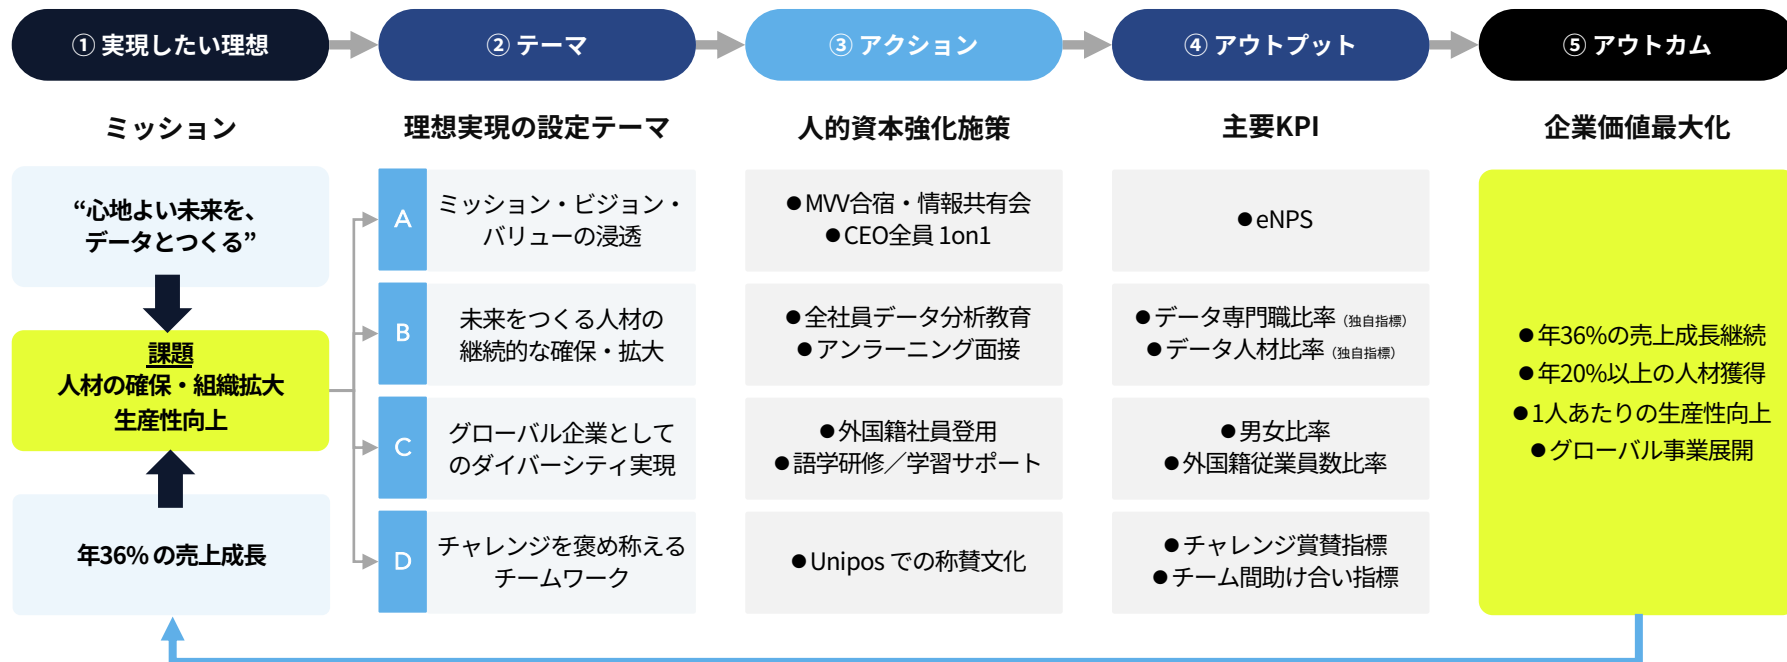 ① 実現したい理想
② テーマ
③ アクション
④ アウトプット
⑤ アウトカム
ミッション
理想実現の設定テーマ
人的資本強化施策
主要KPI
企業価値最大化
“心地よい未来を、
データとつくる”
課題
人材の確保・組織拡大
生産性向上
年36% の売上成長
A
ミッション・ビジョン・
バリューの浸透
●MVV合宿・情報共有会
●CEO全員 1on1
●eNPS
B
未来をつくる人材の
継続的な確保・拡大
●全社員データ分析教育
●アンラーニング面接
●データ専門職比率（独自指標）
●データ人材比率（独自指標）
C
グローバル企業として
のダイバーシティ実現
●外国籍社員登用
●語学研修／学習サポート
●男女比率
●外国籍従業員数比率
D
チャレンジを褒め称える
チームワーク
●Unipos での称賛文化
●チャレンジ賞賛指標
●チーム間助け合い指標
●年36%の売上成長継続
●年20%以上の人材獲得
●1人あたりの生産性向上
●グローバル事業展開